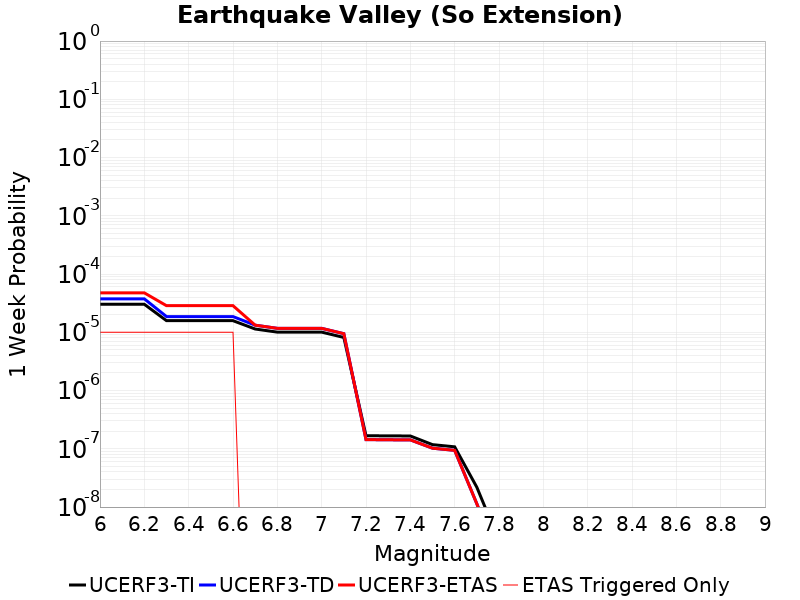 Earthquake Valley (So Extension)
1 Week Probability
10^0
10^-1
10^-2
10^-3
10^-4
10^-5
10^-6
10^-7
10^-8
6 6.2 6.4 6.6 6.8 7 7.2 7.4 7.6 7.8 8 8.2 8.4 8.6 8.8 9
Magnitude
UCERF3-TI UCERF3-TD UCERF3-ETAS ETAS Triggered Only